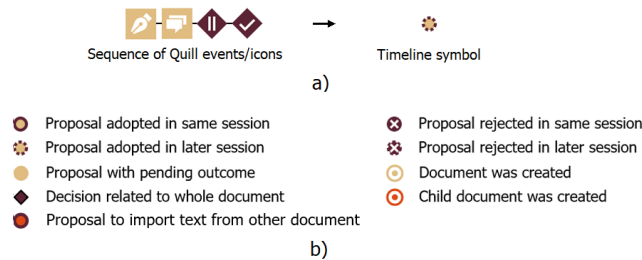 Sequence of Quill events/icons
Timeline symbol
a)
Proposal adopted in same session
Proposal adopted in later session
Proposal with pending outcome
Decision related to whole document
Proposal to import text from other document
Proposal rejected in same session
Proposal rejected in later session
Document was created
Child document was created
b)